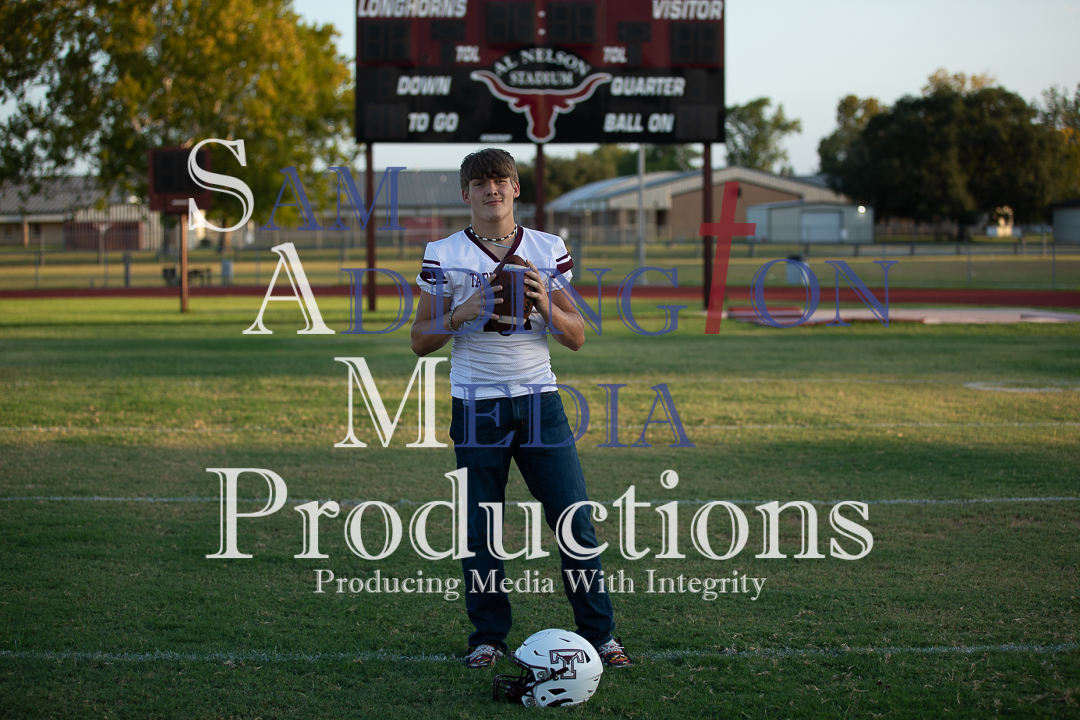 LONGHORNS VISITOR
TOL TOL
AL NELSON
STADIUM
DOWN QUARTER
TO GO BALL ON
SAM
ADDINGTON
MEDIA
Productions
Producing Media With Integrity
T